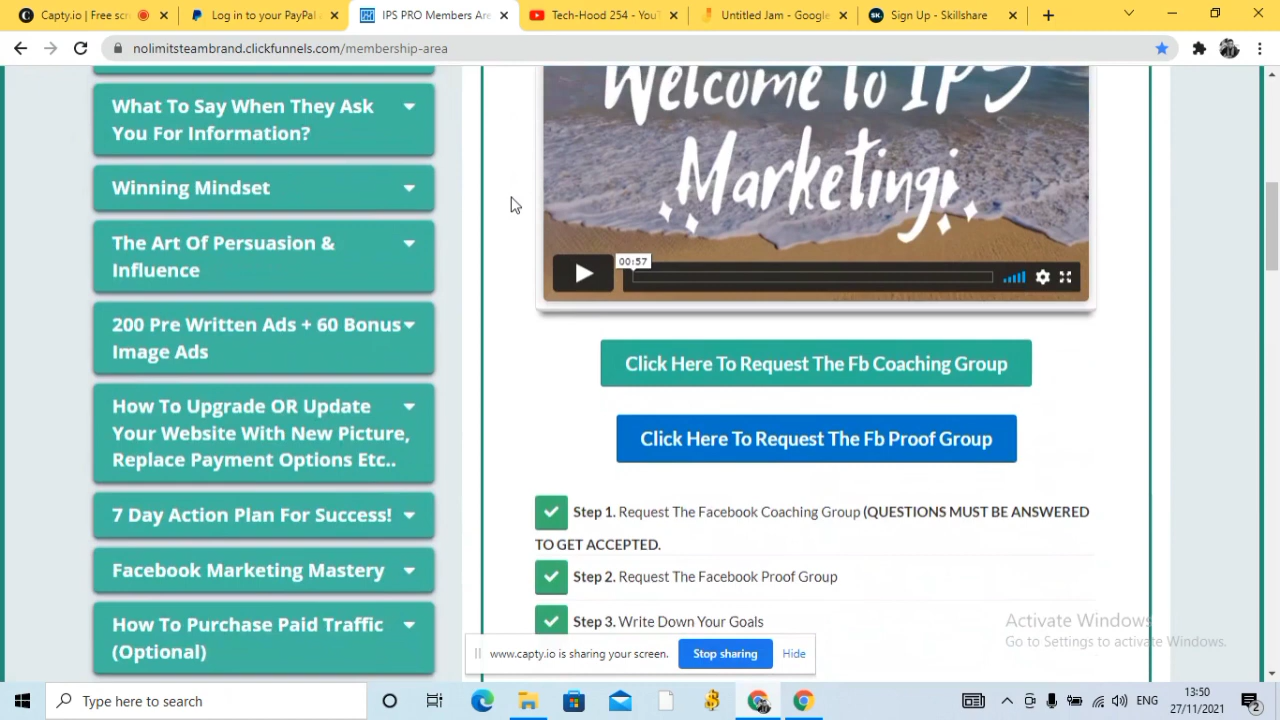 Capty.io | Free scr
Log in to your PayPal
IPS PRO Members Are
Tech-Hood 254 - YouT
Untitled Jam - Google
SK.
Sign Up - Skillshare
nolimitsteambrand.clickfunnels.com/membership-area
What To Say When They Ask
You For Information?
Winning Mindset
The Art Of Persuasion &
Influence
200 Pre Written Ads + 60 Bonus
Image Ads
How To Upgrade OR Update
Your Website With New Picture,
Replace Payment Options Etc..
7 Day Action Plan For Success!
Facebook Marketing Mastery
How To Purchase Paid Traffic
(Optional)
Welcome to IPS
Marketing
00:57
Click Here To Request The Fb Coaching Group
Click Here To Request The Fb Proof Group
Step 1. Request The Facebook Coaching Group (QUESTIONS MUST BE ANSWERED
TO GET ACCEPTED.
Step 2. Request The Facebook Proof Group
Step 3. Write Down Your Goals
Activate Windows
Go to Settings to activate Windows.
www.capty.io is sharing your screen.
Stop sharing
Hide
Type here to search
ENG
13:50
27/11/2021
2